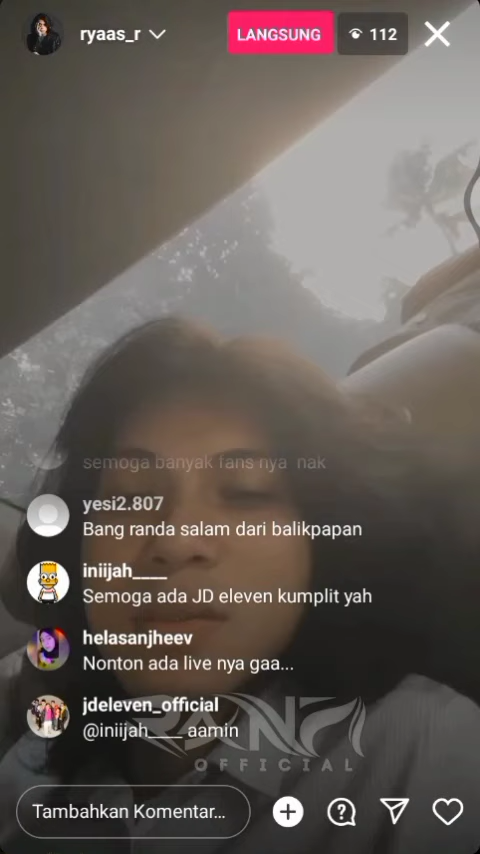 ryaas_r
LANGSUNG
112
semoga banyak fans nya nak
yesi2.807
Bang randa salam dari balikpapan
iniijah____
Semoga ada JD eleven kumplit yah
helasanjheev
Nonton ada live nya gaa...
jdeleven_official
@iniijah____ aamin
OFFICIAL
Tambahkan Komentar...